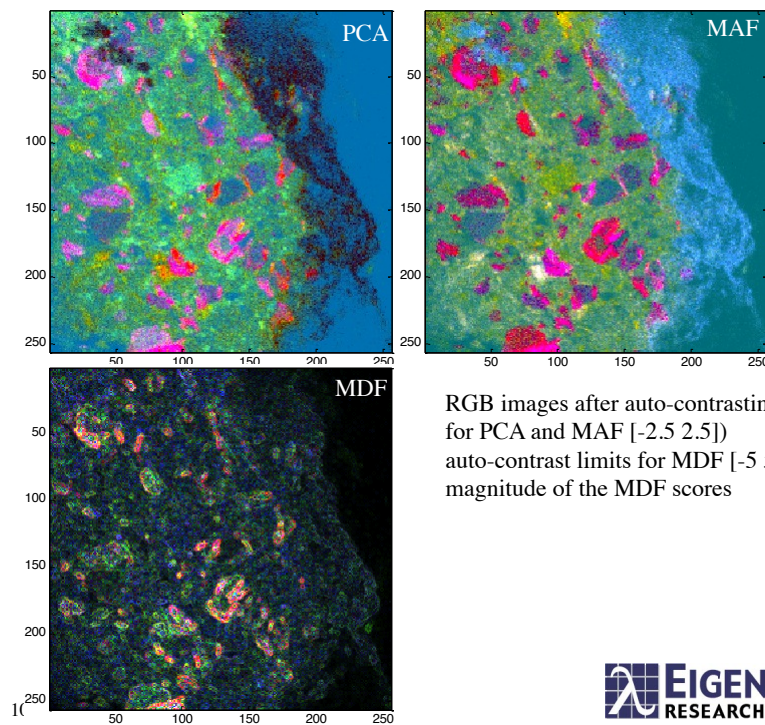 PCA
50
100
150
200
250
50 100 150 200 250
MAF
50
100
150
200
250
50 100 150 200 250
MDF
50
100
150
200
250
50 100 150 200 250
RGB images after auto-contrastin
for PCA and MAF [-2.5 2.5])
auto-contrast limits for MDF [-5
magnitude of the MDF scores
EIGEN
RESEARCH